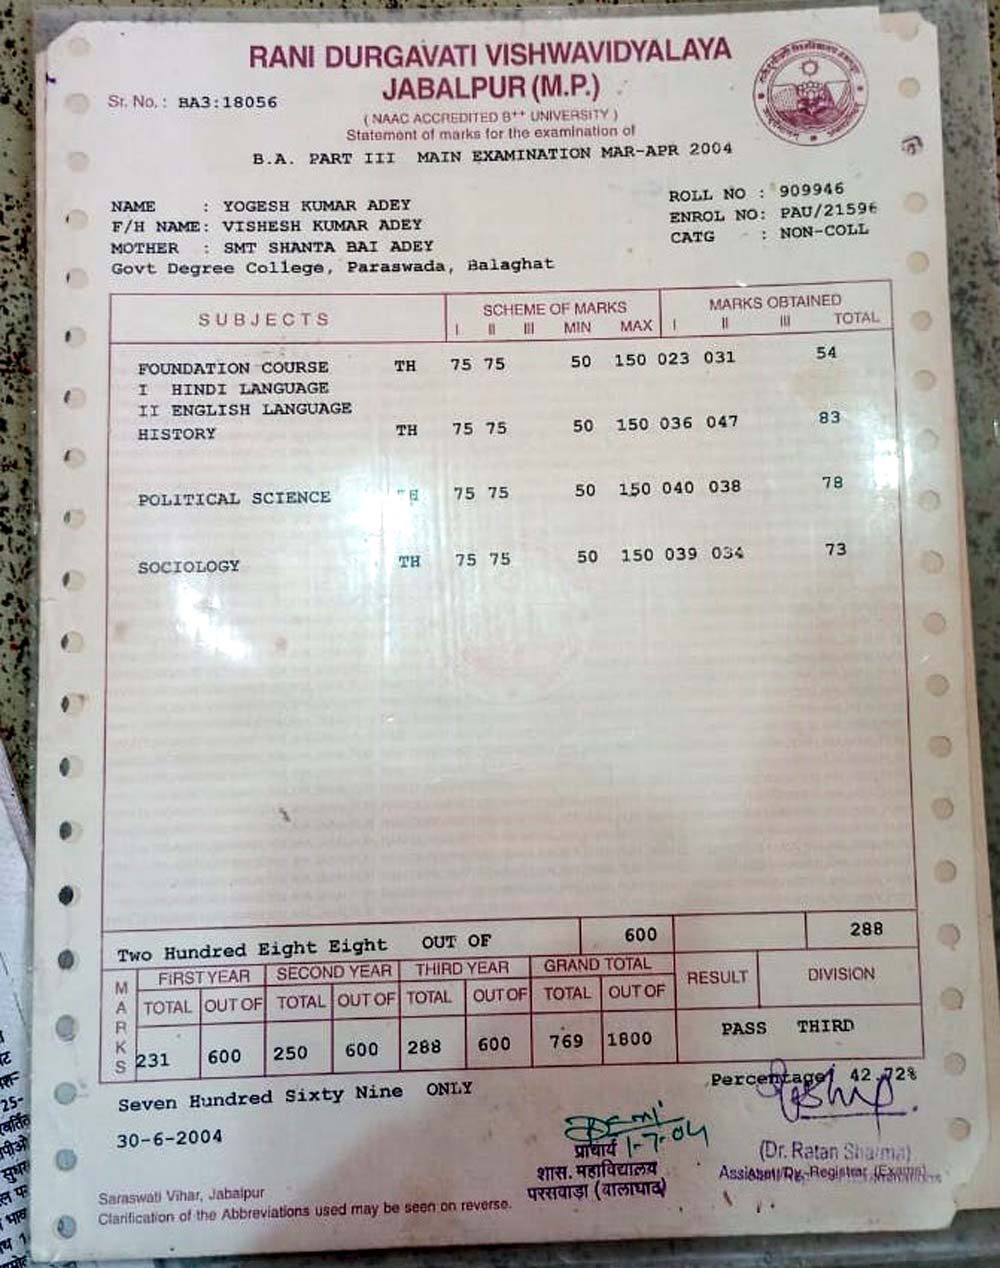 RANI DURGAVATI VISHWAVIDYALAYA
JABALPUR (M.P.)
Sr. No. : BA3:18056
( NAAC ACCREDITED B++ UNIVERSITY )
Statement of marks for the examination of
B.A. PART III MAIN EXAMINATION MAR-APR 2004
NAME : YOGESH KUMAR ADEY
ROLL NO : 909946
F/H NAME: VISHESH KUMAR ADEY
ENROL NO: PAU/21596
MOTHER : SMT SHANTA BAI ADEY
CATG : NON-COLL
Govt Degree College, Paraswada, Balaghat
SUBJECTS SCHEME OF MARKS MARKS OBTAINED
I II III MIN MAX I II III TOTAL
FOUNDATION COURSE TH 75 75 50 150 023 031 54
I HINDI LANGUAGE
II ENGLISH LANGUAGE
HISTORY TH 75 75 50 150 036 047 83
POLITICAL SCIENCE TH 75 75 50 150 040 038 78
SOCIOLOGY TH 75 75 50 150 039 034 73
Two Hundred Eight Eight OUT OF 600 288
MARKS FIRST YEAR SECOND YEAR THIRD YEAR GRAND TOTAL RESULT DIVISION
TOTAL OUT OF TOTAL OUT OF TOTAL OUT OF TOTAL OUT OF
231 600 250 600 288 600 769 1800 PASS THIRD
Seven Hundred Sixty Nine ONLY
Percentage 42.72%
30-6-2004
1-7-04
प्राचार्य
शास. महाविद्यालय
परसवाड़ा (बालाघाट)
(Dr. Ratan Sharma)
Assistant/Dy. Registrar (Exams)
Saraswati Vihar, Jabalpur
Clarification of the Abbreviations used may be seen on reverse.